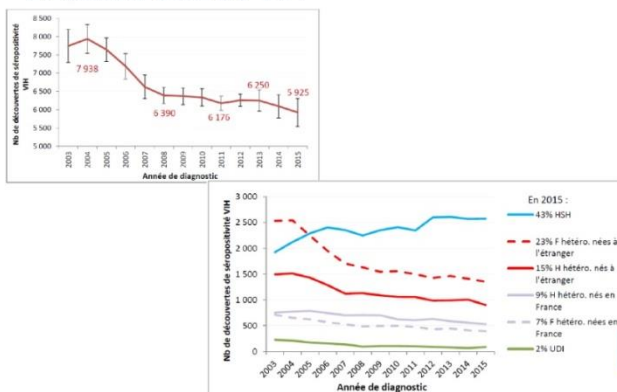 Nb de découvertes de séropositivité
VIH
8 500
8 000
7 500
7 000
6 500
6 000
5 500
5 000
7 938
6 390
6 176
6 250
5 925
2003
2004
2005
2006
2007
2008
2009
2010
2011
2012
2013
2014
2015
Année de diagnostic
Nb de découvertes de séropositivité VIH
3 000
2 500
2 000
1 500
1 000
500
0
2003
2004
2005
2006
2007
2008
2009
2010
2011
2012
2013
2014
2015
Année de diagnostic
En 2015 :
43% HSH
23% F hétéro. nées à
l'étranger
15% H hétéro. nés à
l'étranger
9% H hétéro. nés en
France
7% F hétéro. nées en
France
2% UDI